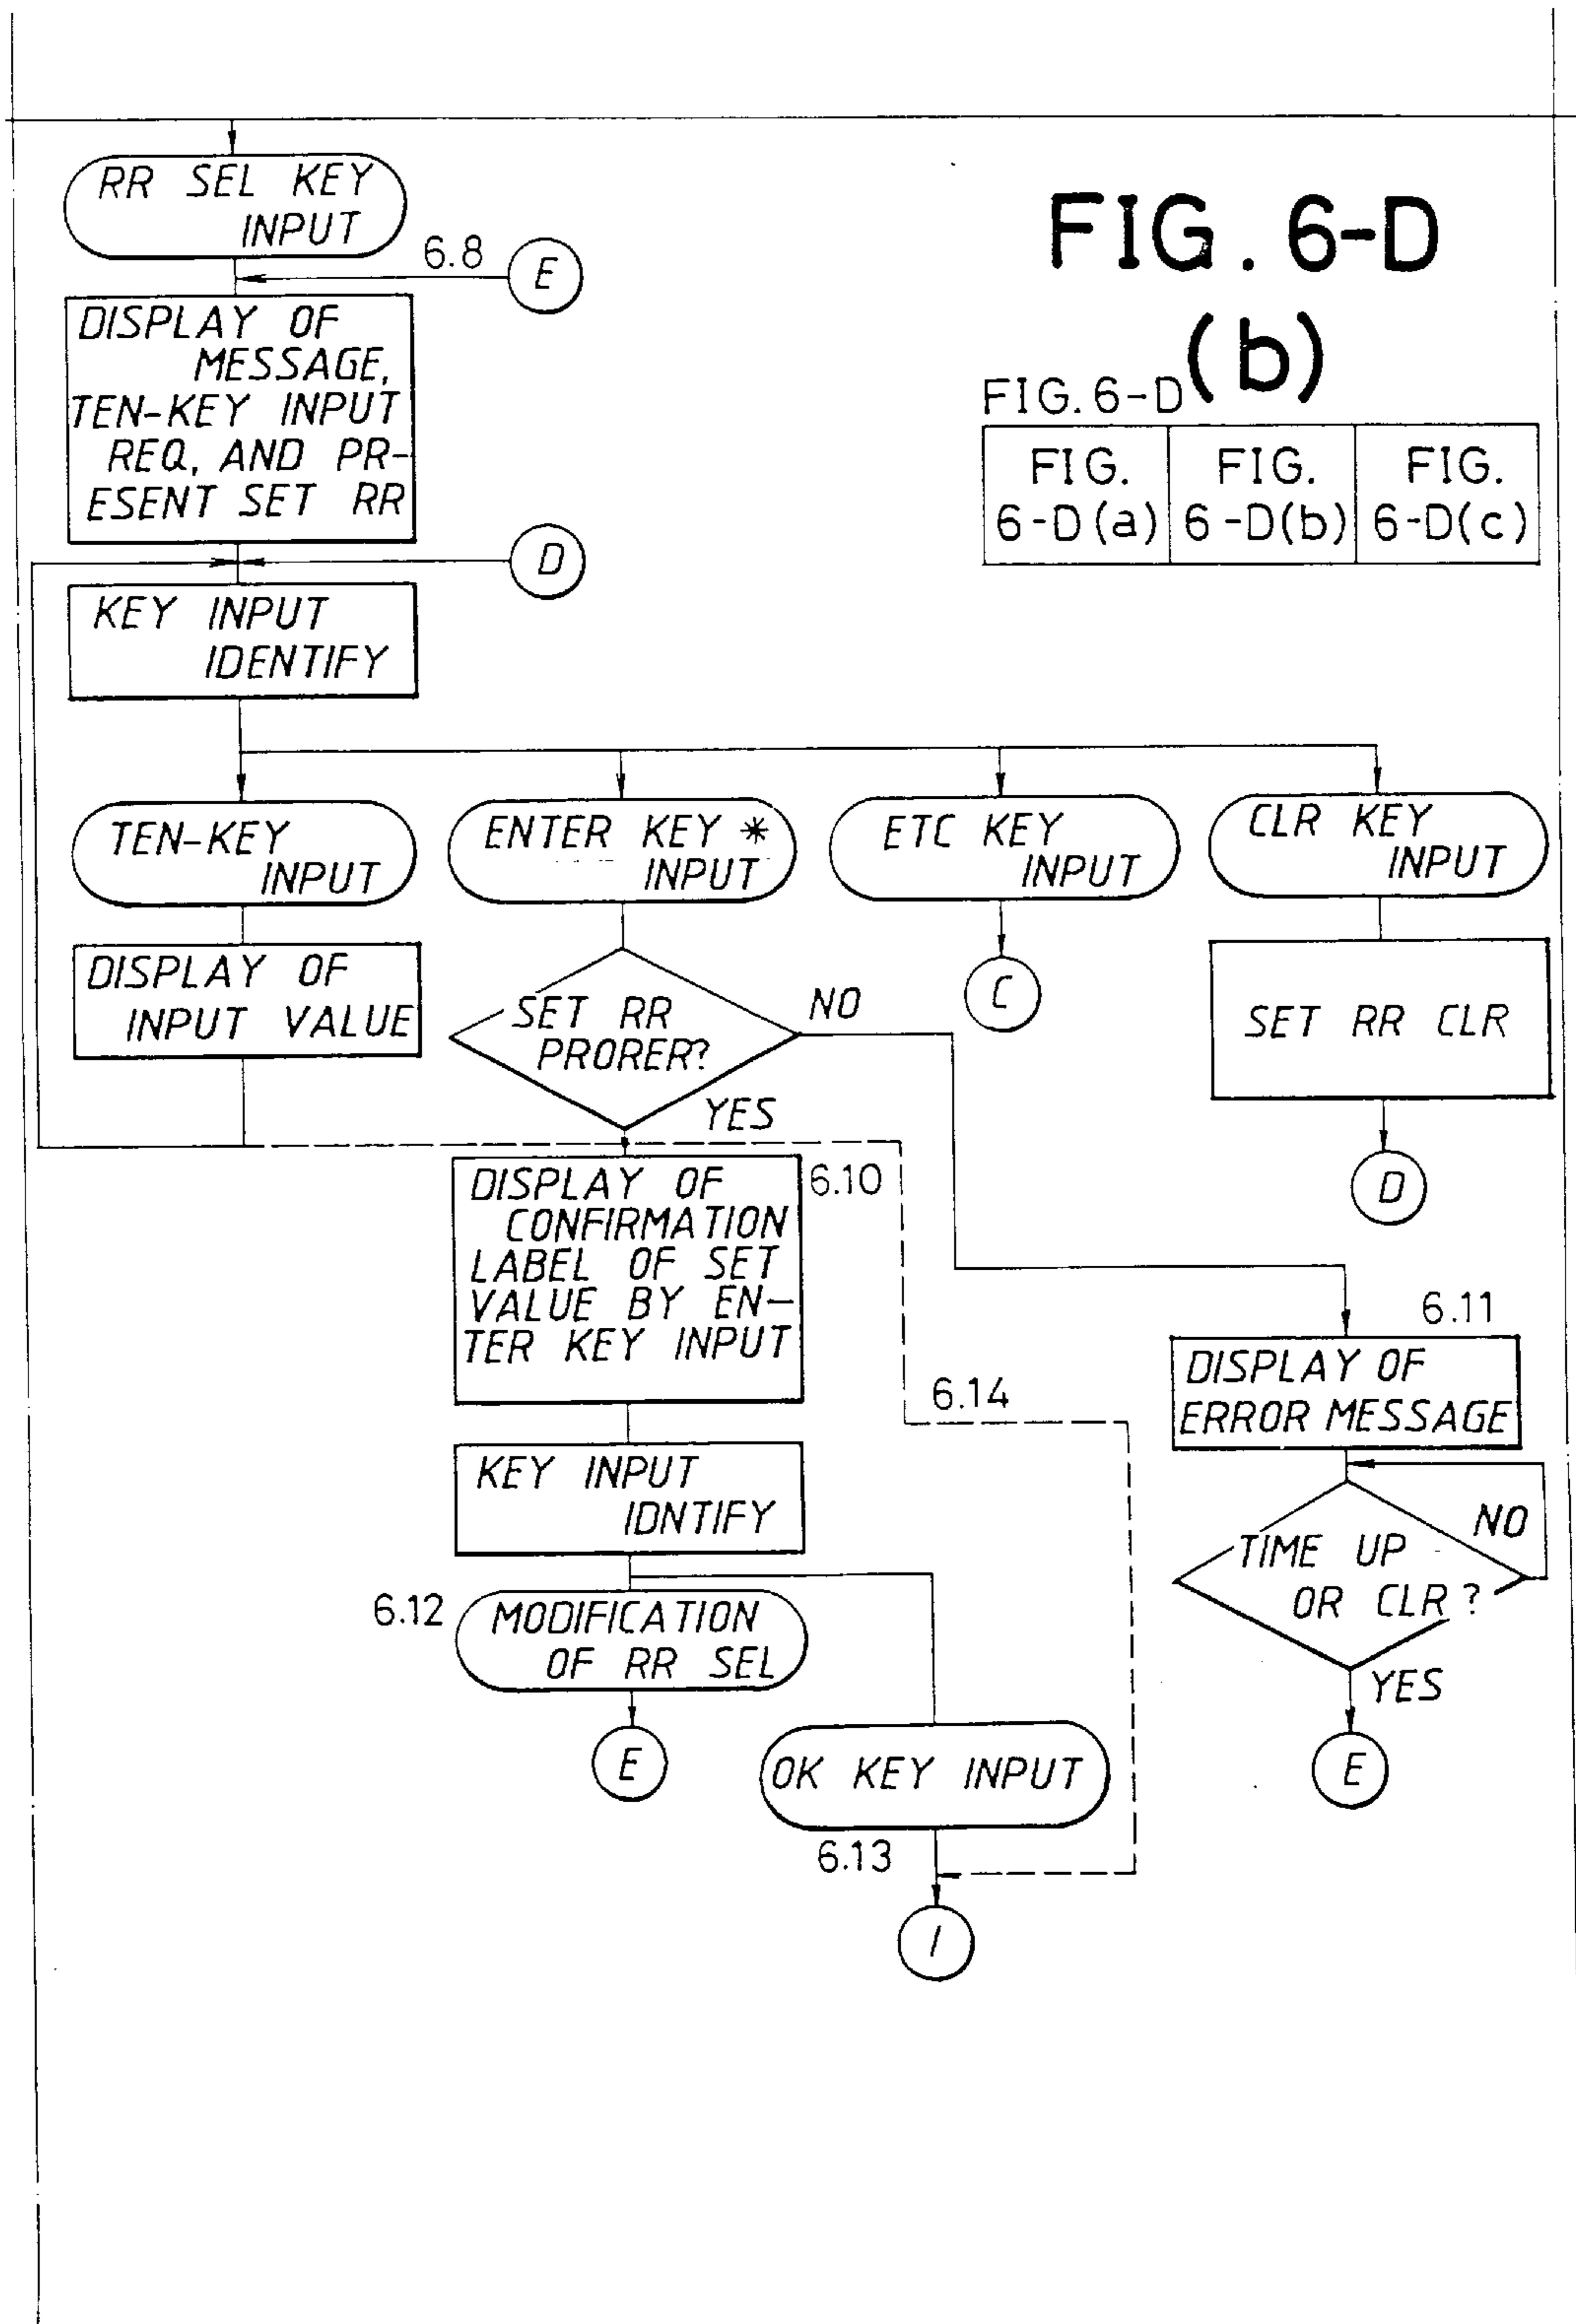 FIG. 6-D
(b)
FIG. 6-D
FIG.
6-D(a)
FIG.
6-D(b)
FIG.
6-D(c)
RR SEL KEY
INPUT
6.8
E
DISPLAY OF
MESSAGE,
TEN-KEY INPUT
REQ, AND PR-
ESENT SET RR
D
KEY INPUT
IDENTIFY
TEN-KEY
INPUT
ENTER KEY *
INPUT
ETC KEY
INPUT
CLR KEY
INPUT
DISPLAY OF
INPUT VALUE
SET RR
PRORER?
NO
YES
C
SET RR CLR
D
DISPLAY OF
CONFIRMATION
LABEL OF SET
VALUE BY EN-
TER KEY INPUT
6.10
6.11
DISPLAY OF
ERROR MESSAGE
6.14
KEY INPUT
IDNTIFY
TIME UP
OR CLR?
NO
YES
E
6.12
MODIFICATION
OF RR SEL
E
OK KEY INPUT
6.13
I